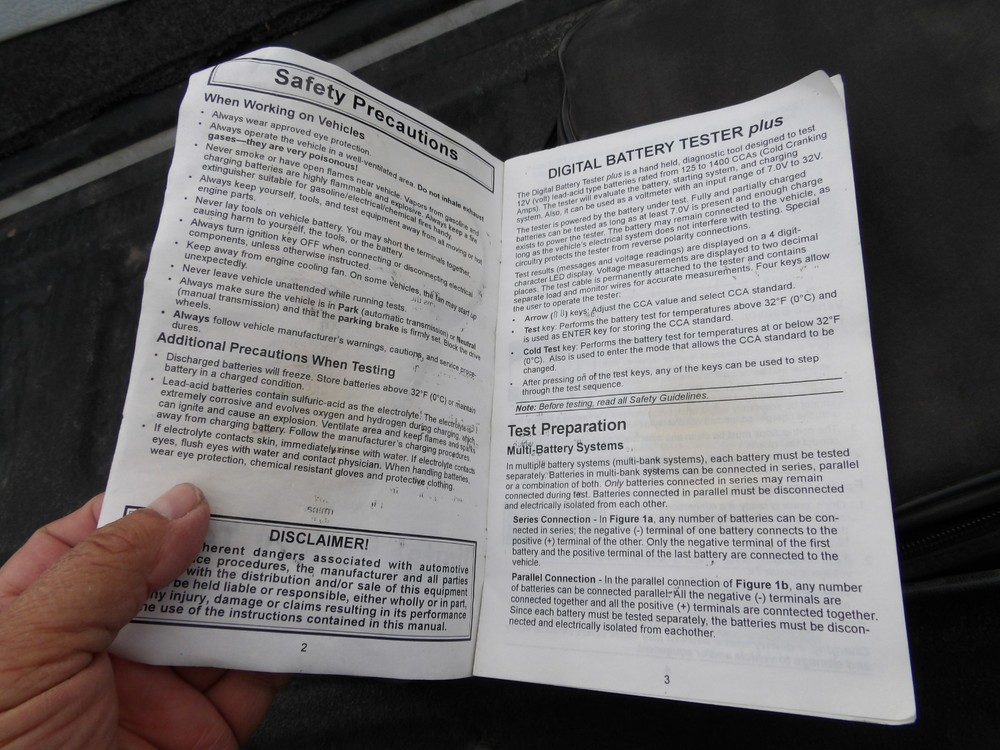 Safety Precautions
When Working on Vehicles
• Always wear approved eye protection.
• Always operate the vehicle in a well-ventilated area. Do not inhale exhaust
gases—they are very poisonous!
• Never smoke or have open flames near vehicle. Vapors from gasoline and
charging batteries are highly flammable and explosive. Always keep a fire
extinguisher suitable for gasoline/electrical/chemical fires handy.
• Always keep yourself, tools, and test equipment away from all moving or hot
engine parts.
• Never lay tools on vehicle battery. You may short the terminals together,
causing harm to yourself, the tools, or the battery.
• Always turn ignition key OFF when connecting or disconnecting electrical
components, unless otherwise instructed.
• Keep away from engine cooling fan. On some vehicles, the fan may start up
unexpectedly.
• Never leave vehicle unattended while running tests.
• Always make sure the vehicle is in Park (automatic transmission) or Neutral
(manual transmission) and that the parking brake is firmly set. Block the drive
wheels.
• Always follow vehicle manufacturer's warnings, cautions, and service proce-
dures.
Additional Precautions When Testing
• Discharged batteries will freeze. Store batteries above 32°F (0°C) or maintain
battery in a charged condition.
• Lead-acid batteries contain sulfuric-acid as the electrolyte. The electrolyte is
extremely corrosive and evolves oxygen and hydrogen during charging, which
can ignite and cause an explosion. Ventilate area and keep flames and sparks
away from charging battery. Follow the manufacturer's charging procedures.
• If electrolyte contacts skin, immediately rinse with water. If electrolyte contacts
eyes, flush eyes with water and contact physician. When handling batteries,
wear eye protection, chemical resistant gloves and protective clothing.
DISCLAIMER!
herent dangers associated with automotive
ce procedures, the manufacturer and all parties
with the distribution and/or sale of this equipment
be held liable or responsible, either wholly or in part,
ny injury, damage or claims resulting in its performance
he use of the instructions contained in this manual.
2
DIGITAL BATTERY TESTER plus
The Digital Battery Tester plus is a hand held, diagnostic tool designed to test
12V (volt) lead-acid type batteries rated from 125 to 1400 CCAs (Cold Cranking
Amps). The tester will evaluate the battery, starting system, and charging
system. Also, it can be used as a voltmeter with an input range of 7.0V to 32V.
The tester is powered by the battery under test. Fully and partially charged
batteries can be tested as long as at least 7.0V is present and enough charge
exists to power the tester. The battery may remain connected to the vehicle, as
long as the vehicle's electrical system does not interfere with testing. Special
circuitry protects the tester from reverse polarity connections.
Test results (messages and voltage readings) are displayed on a 4 digit-
character LED display. Voltage measurements are displayed to two decimal
places. The test cable is permanently attached to the tester and contains
separate load and monitor wires for accurate measurements. Four keys allow
the user to operate the tester:
• Arrow (⇑⇓) keys: Adjust the CCA value and select CCA standard.
• Test key: Performs the battery test for temperatures above 32°F (0°C) and
is used as ENTER key for storing the CCA standard.
• Cold Test key: Performs the battery test for temperatures at or below 32°F
(0°C). Also is used to enter the mode that allows the CCA standard to be
changed.
• After pressing on of the test keys, any of the keys can be used to step
through the test sequence.
Note: Before testing, read all Safety Guidelines.
Test Preparation
Multi-Battery Systems
In multiple battery systems (multi-bank systems), each battery must be tested
separately. Batteries in multi-bank systems can be connected in series, parallel
or a combination of both. Only batteries connected in series may remain
connected during test. Batteries connected in parallel must be disconnected
and electrically isolated from each other.
Series Connection - In Figure 1a, any number of batteries can be con-
nected in series; the negative (-) terminal of one battery connects to the
positive (+) terminal of the other. Only the negative terminal of the first
battery and the positive terminal of the last battery are connected to the
vehicle.
Parallel Connection - In the parallel connection of Figure 1b, any number
of batteries can be connected parallel. All the negative (-) terminals are
connected together and all the positive (+) terminals are conntected together.
Since each battery must be tested separately, the batteries must be discon-
nected and electrically isolated from eachother.
3